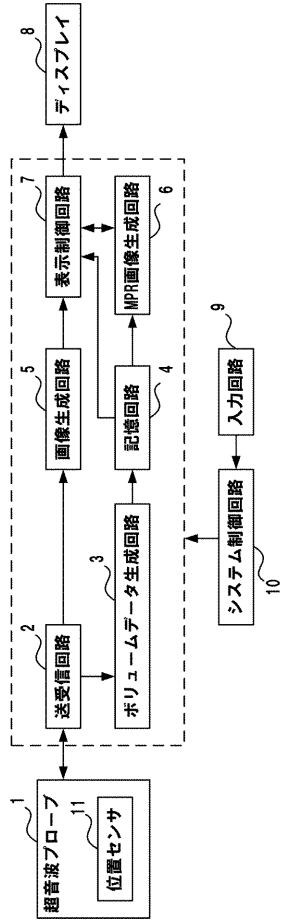 1
超音波プローブ
11
位置センサ
2
送受信回路
3
ボリュームデータ生成回路
5
画像生成回路
記憶回路
4
7
表示制御回路
MPR画像生成回路
6
8
ディスプレイ
9
入力回路
システム制御回路
10